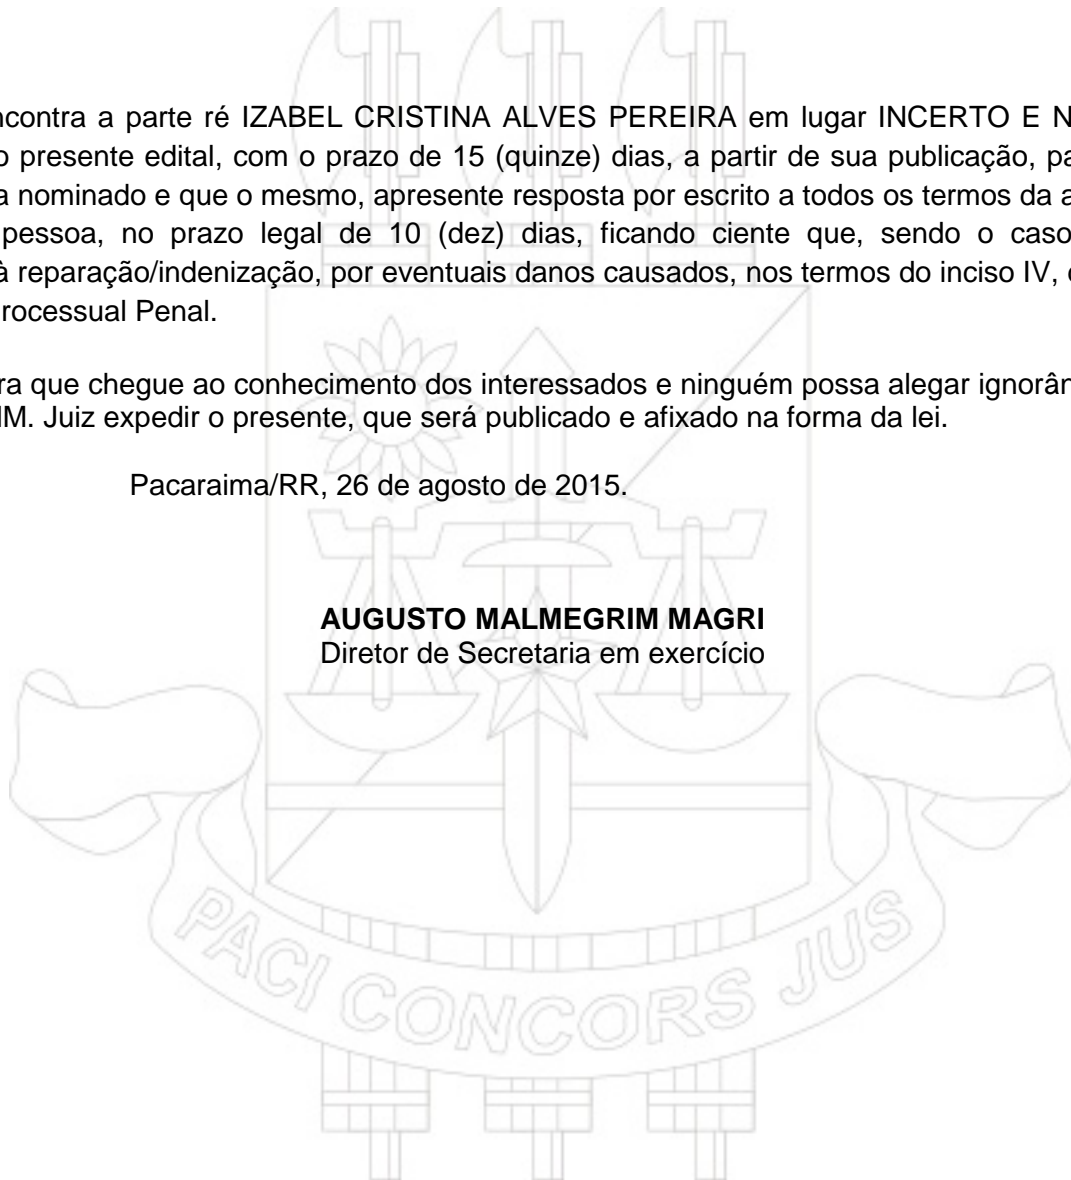 ncontra a parte ré IZABEL CRISTINA ALVES PEREIRA em lugar INCERTO E N
o presente edital, com o prazo de 15 (quinze) dias, a partir de sua publicação, pa
a nominado e que o mesmo, apresente resposta por escrito a todos os termos da a
pessoa, no prazo legal de 10 (dez) dias, ficando ciente que, sendo o caso
à reparação/indenização, por eventuais danos causados, nos termos do inciso IV,
rocessual Penal.
ra que chegue ao conhecimento dos interessados e ninguém possa alegar ignorân
M. Juiz expedir o presente, que será publicado e afixado na forma da lei.
Pacaraima/RR, 26 de agosto de 2015.
AUGUSTO MALMEGRIM MAGRI
Diretor de Secretaria em exercício
PACI CONCORS JUS